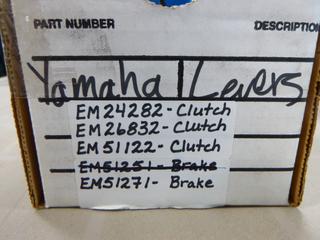 PART NUMBER DESCRIPTION
Yamaha Levers
EM24282- Clutch
EM26832- Clutch
EM51122- Clutch
EM51251- Brake
EM51271- Brake